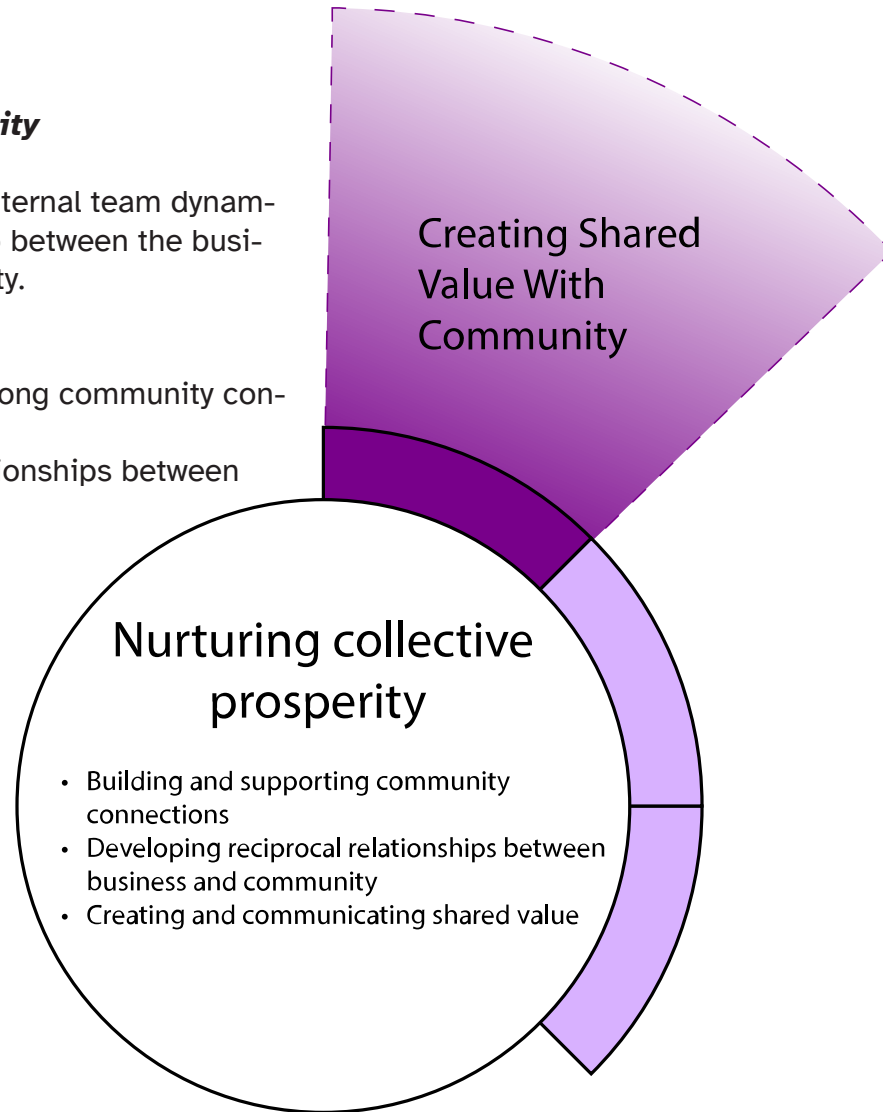 ity
ternal team dynam-
between the busi-
ty.
ong community con-
ionships between
Creating Shared
Value With
Community
Nurturing collective
prosperity
• Building and supporting community
connections
• Developing reciprocal relationships between
business and community
• Creating and communicating shared value